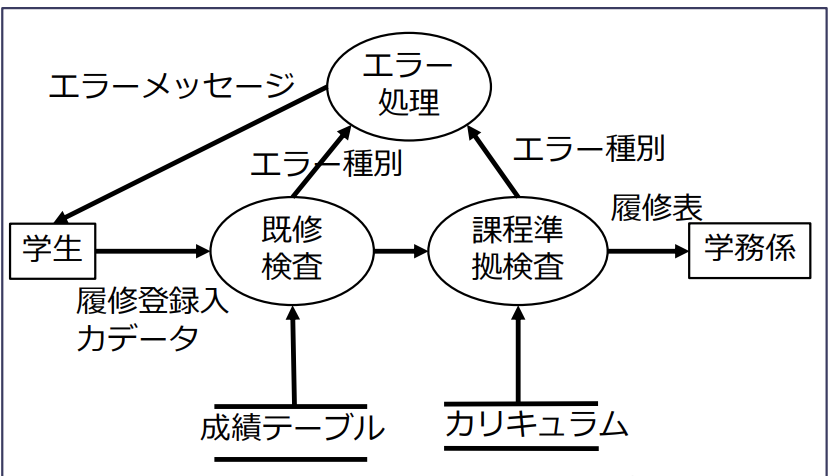 エラー
処理
エラーメッセージ
エラー種別
エラー種別
履修表
学生
既修
検査
課程準
拠検査
学務係
履修登録入
力データ
成績テーブル
カリキュラム